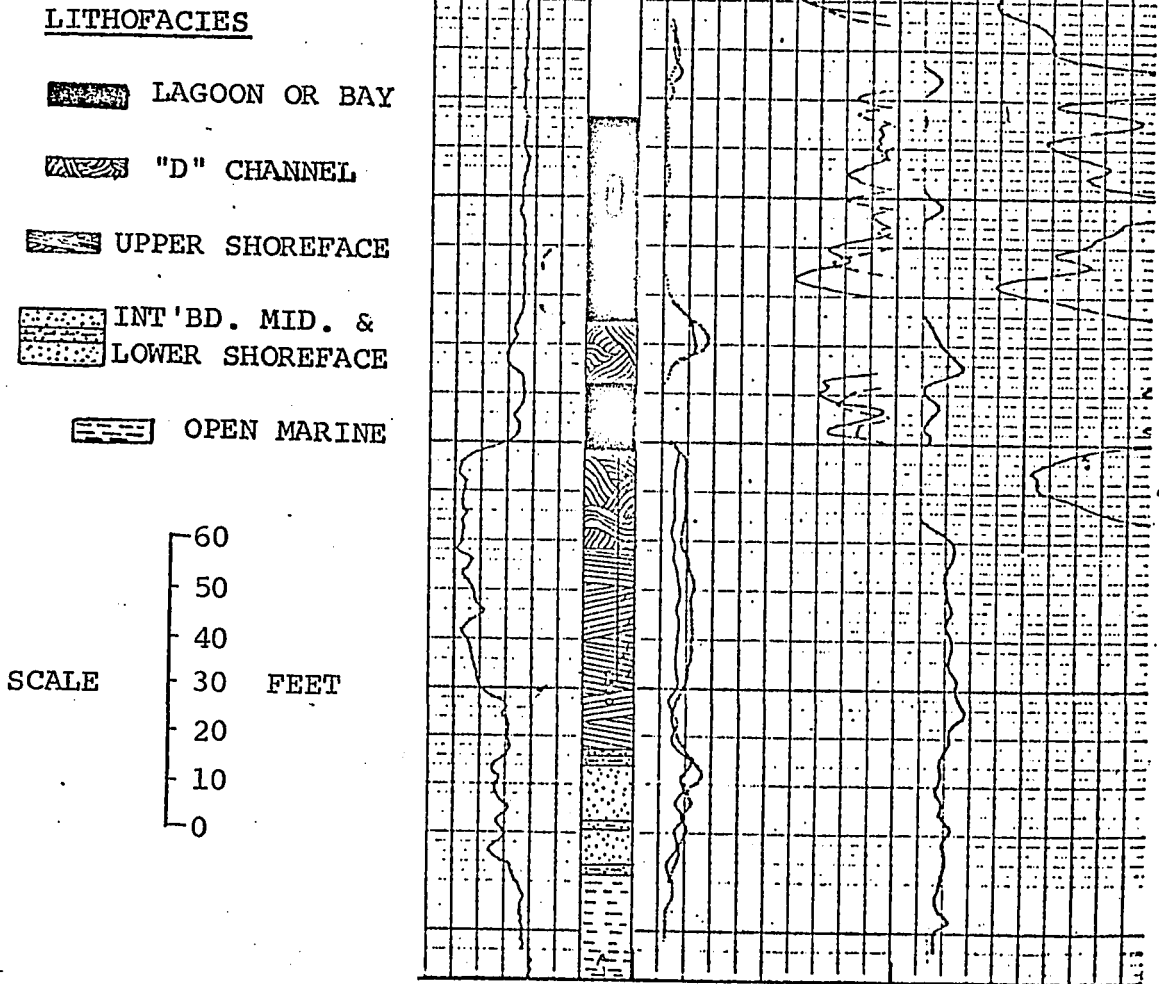 LITHOFACIES
LAGOON OR BAY
"D" CHANNEL
UPPER SHOREFACE
INT'BD. MID. &
LOWER SHOREFACE
OPEN MARINE
60
50
40
SCALE 30 FEET
20
10
0